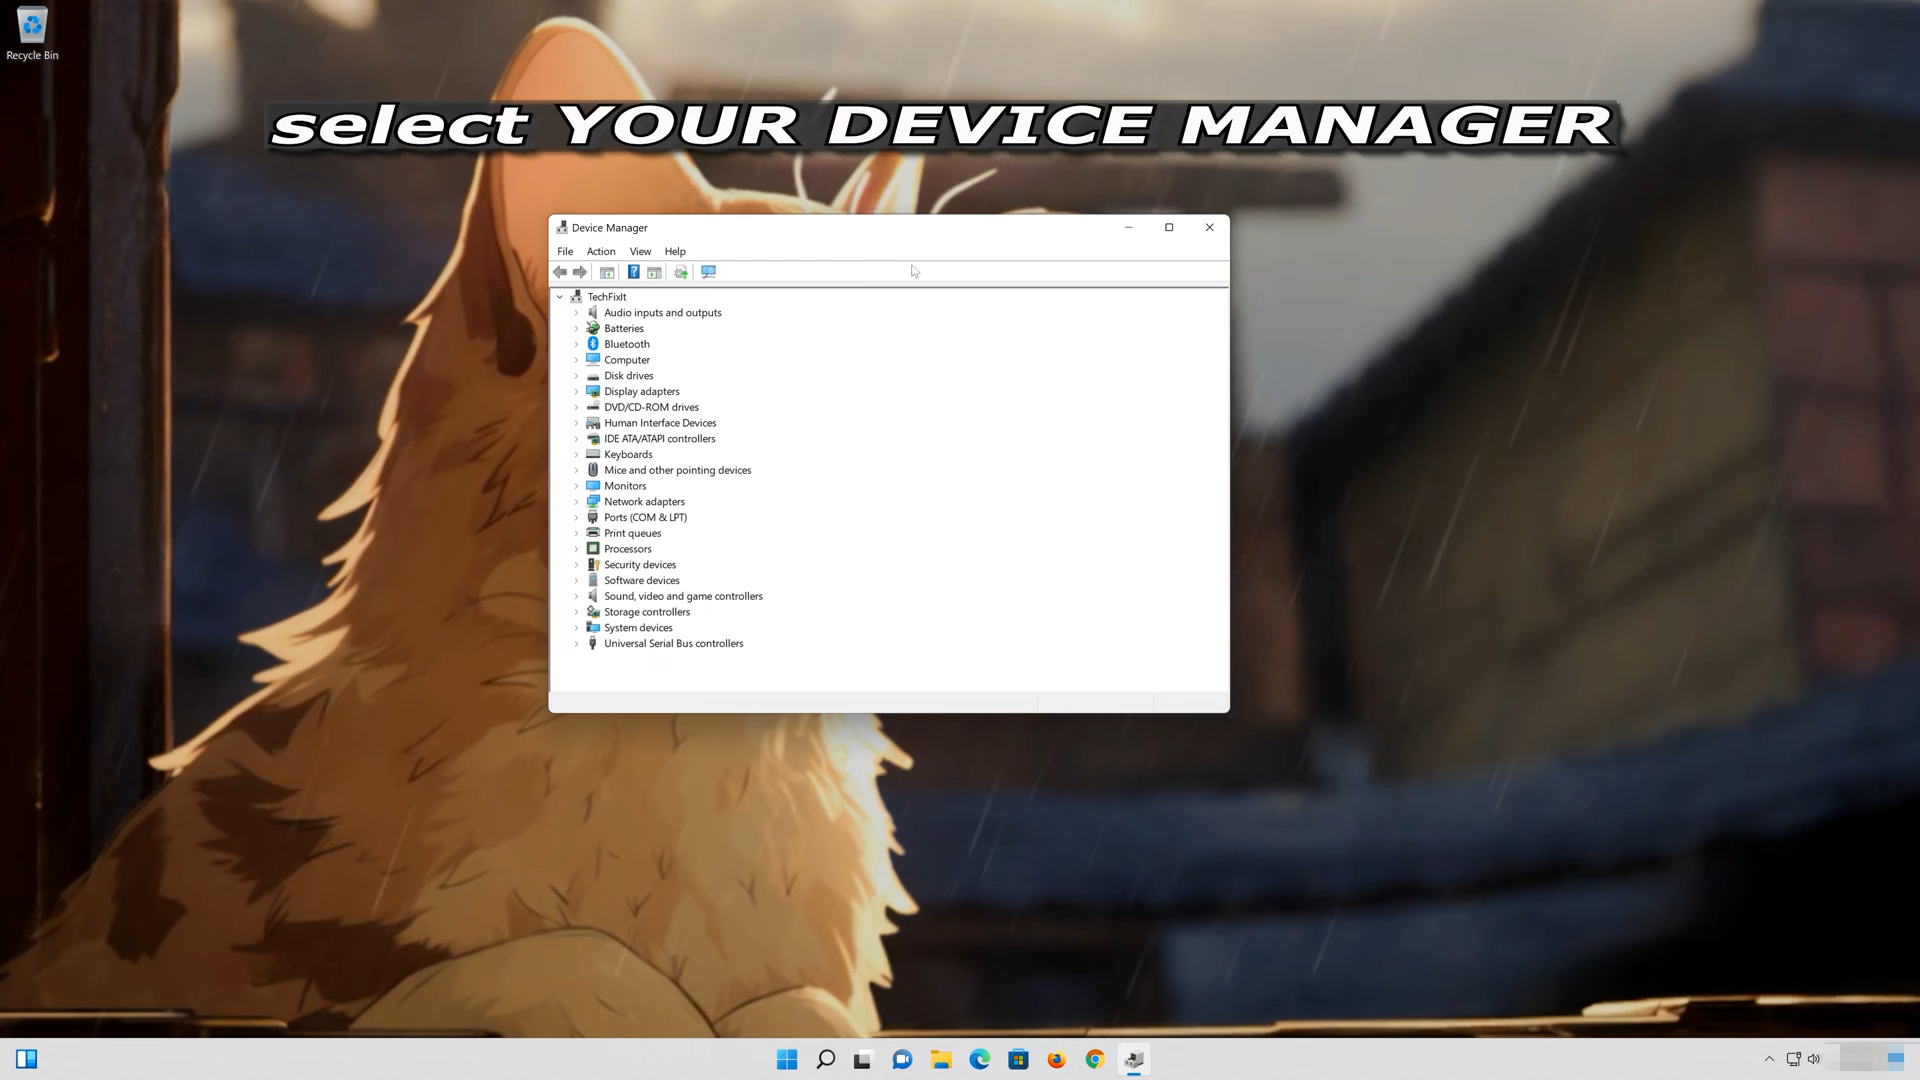 Recycle Bin
select YOUR DEVICE MANAGER
Device Manager
File Action View Help
TechFixIt
Audio inputs and outputs
Batteries
Bluetooth
Computer
Disk drives
Display adapters
DVD/CD-ROM drives
Human Interface Devices
IDE ATA/ATAPI controllers
Keyboards
Mice and other pointing devices
Monitors
Network adapters
Ports (COM & LPT)
Print queues
Processors
Security devices
Software devices
Sound, video and game controllers
Storage controllers
System devices
Universal Serial Bus controllers